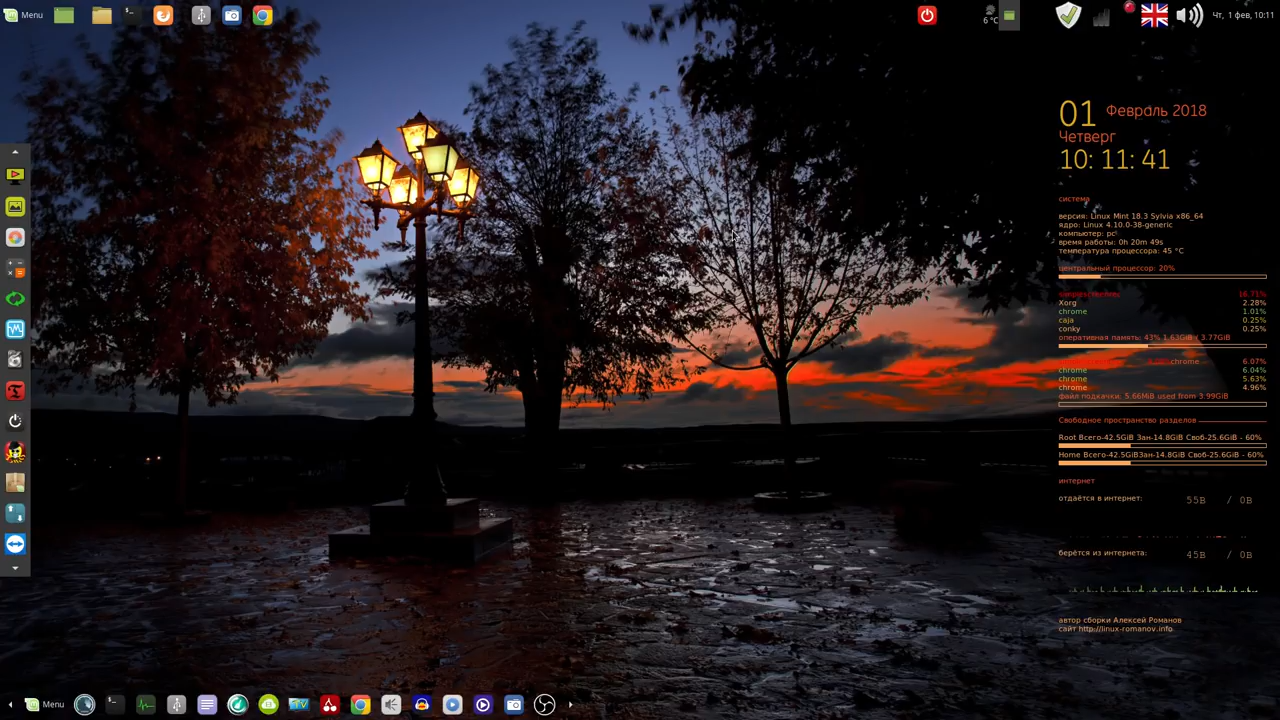 Menu
6 °C
Чт, 1 фев, 10:11
01 Февраль 2018
Четверг
10: 11: 41
система
версия: Linux Mint 18.3 Sylvia x86_64
ядро: Linux 4.10.0-38-generic
компьютер: pc
время работы: 0h 20m 49s
температура процессора: 45 °C
центральный процессор: 20%
16.71%
Xorg 2.28%
chrome 1.01%
caja 0.25%
conky 0.25%
оперативная память: 43% 1.63GiB / 3.77GiB
chrome 6.07%
chrome 6.04%
chrome 5.63%
chrome 4.96%
файл подкачки: 5.66MiB used from 3.99GiB
Свободное пространство разделов
Root Всего-42.5GiB Зан-14.8GiB Своб-25.6GiB - 60%
Home Всего-42.5GiBЗан-14.8GiB Своб-25.6GiB - 60%
интернет
отдаётся в интернет: 55B / 0B
берётся из интернета: 45B / 0B
автор сборки Алексей Романов
сайт http://linux-romanov.info
Menu
TV